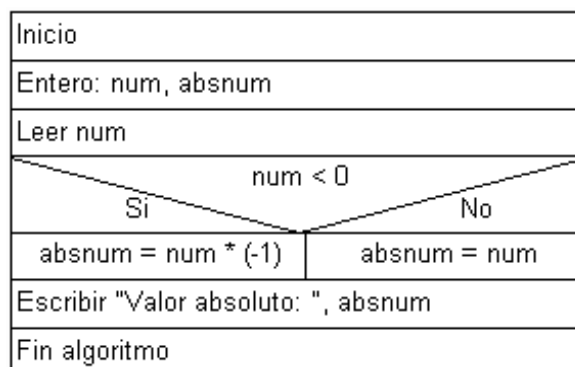 Inicio
Entero: num, absnum
Leer num
num < 0
Si No
absnum = num * (-1) absnum = num
Escribir "Valor absoluto: ", absnum
Fin algoritmo